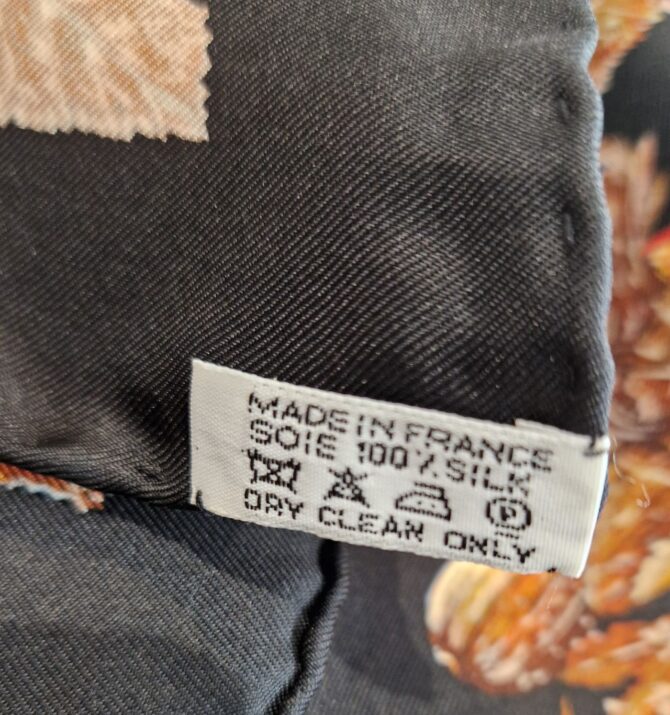 MADE IN FRANCE
SOIE 100% SILK
P
DRY CLEAN ONLY